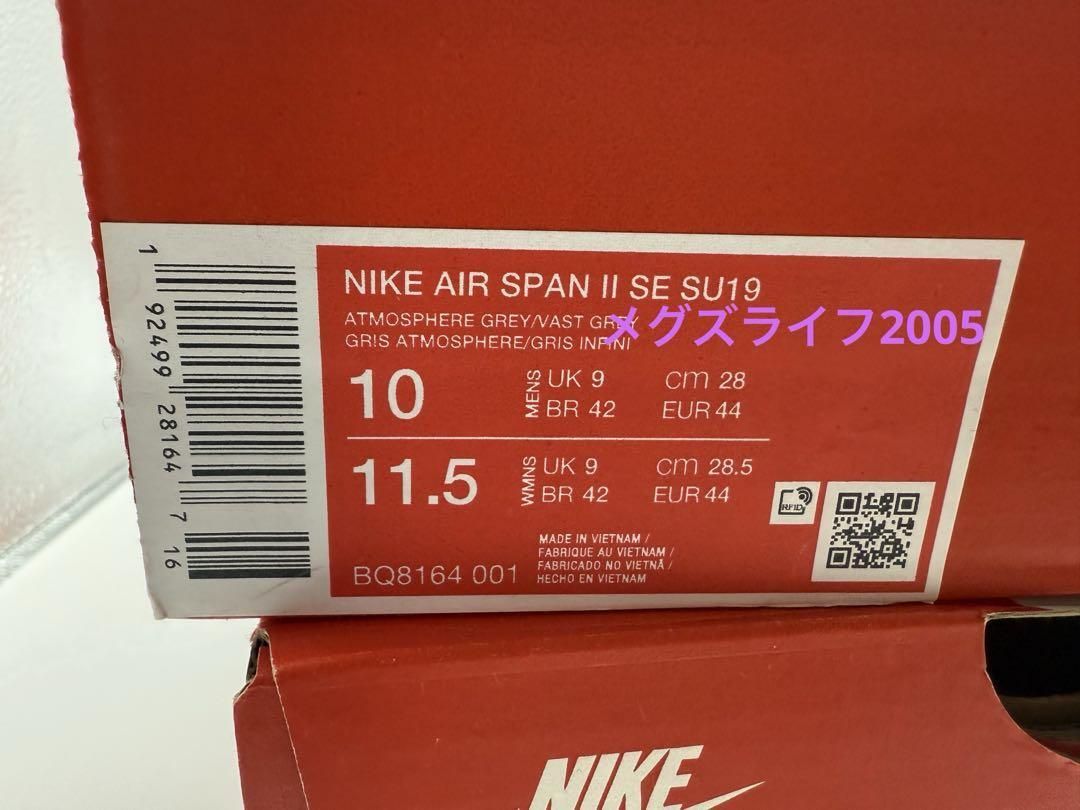 NIKE AIR SPAN II SE SU19
ATMOSPHERE GREY/VAST GREY
メグズライフ2005
GRIS ATMOSPHERE/GRIS INFINI
10
MENS
UK 9
cm 28
BR 42
EUR 44
11.5
WMNS
UK 9
cm 28.5
BR 42
EUR 44
RFID
MADE IN VIETNAM /
FABRIQUE AU VIETNAM /
FABRICADO NO VIETNÃ /
HECHO EN VIETNAM
BQ8164 001
1 92499 28164 7 16
NIKE